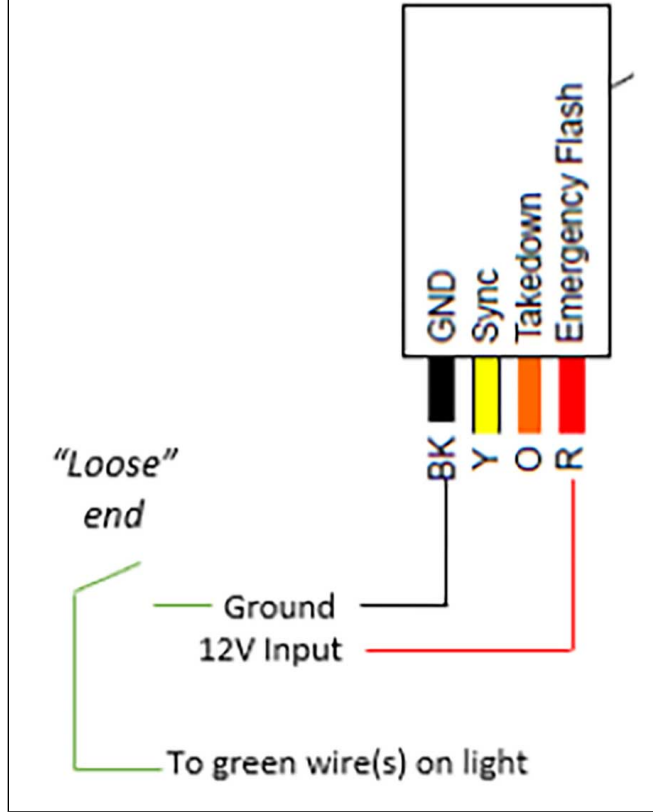 GND
Sync
Takedown
Emergency Flash
BK
Y
O
R
“Loose”
end
Ground
12V Input
To green wire(s) on light